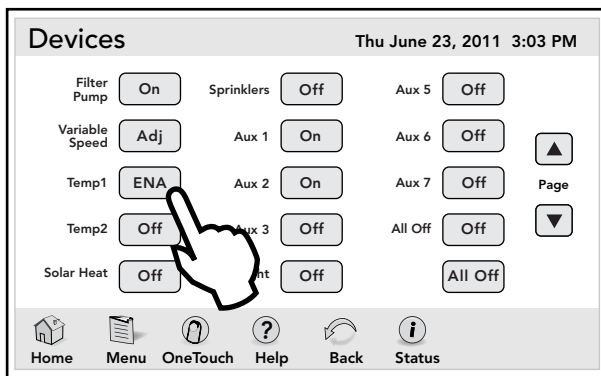 Devices
Thu June 23, 2011 3:03 PM
Filter Pump On Sprinklers Off Aux 5 Off
Variable Speed Adj Aux 1 On Aux 6 Off
Temp1 ENA Aux 2 On Aux 7 Off Page
Temp2 Off Aux 3 Off All Off Off
Solar Heat Off Off All Off
Home Menu OneTouch Help Back Status